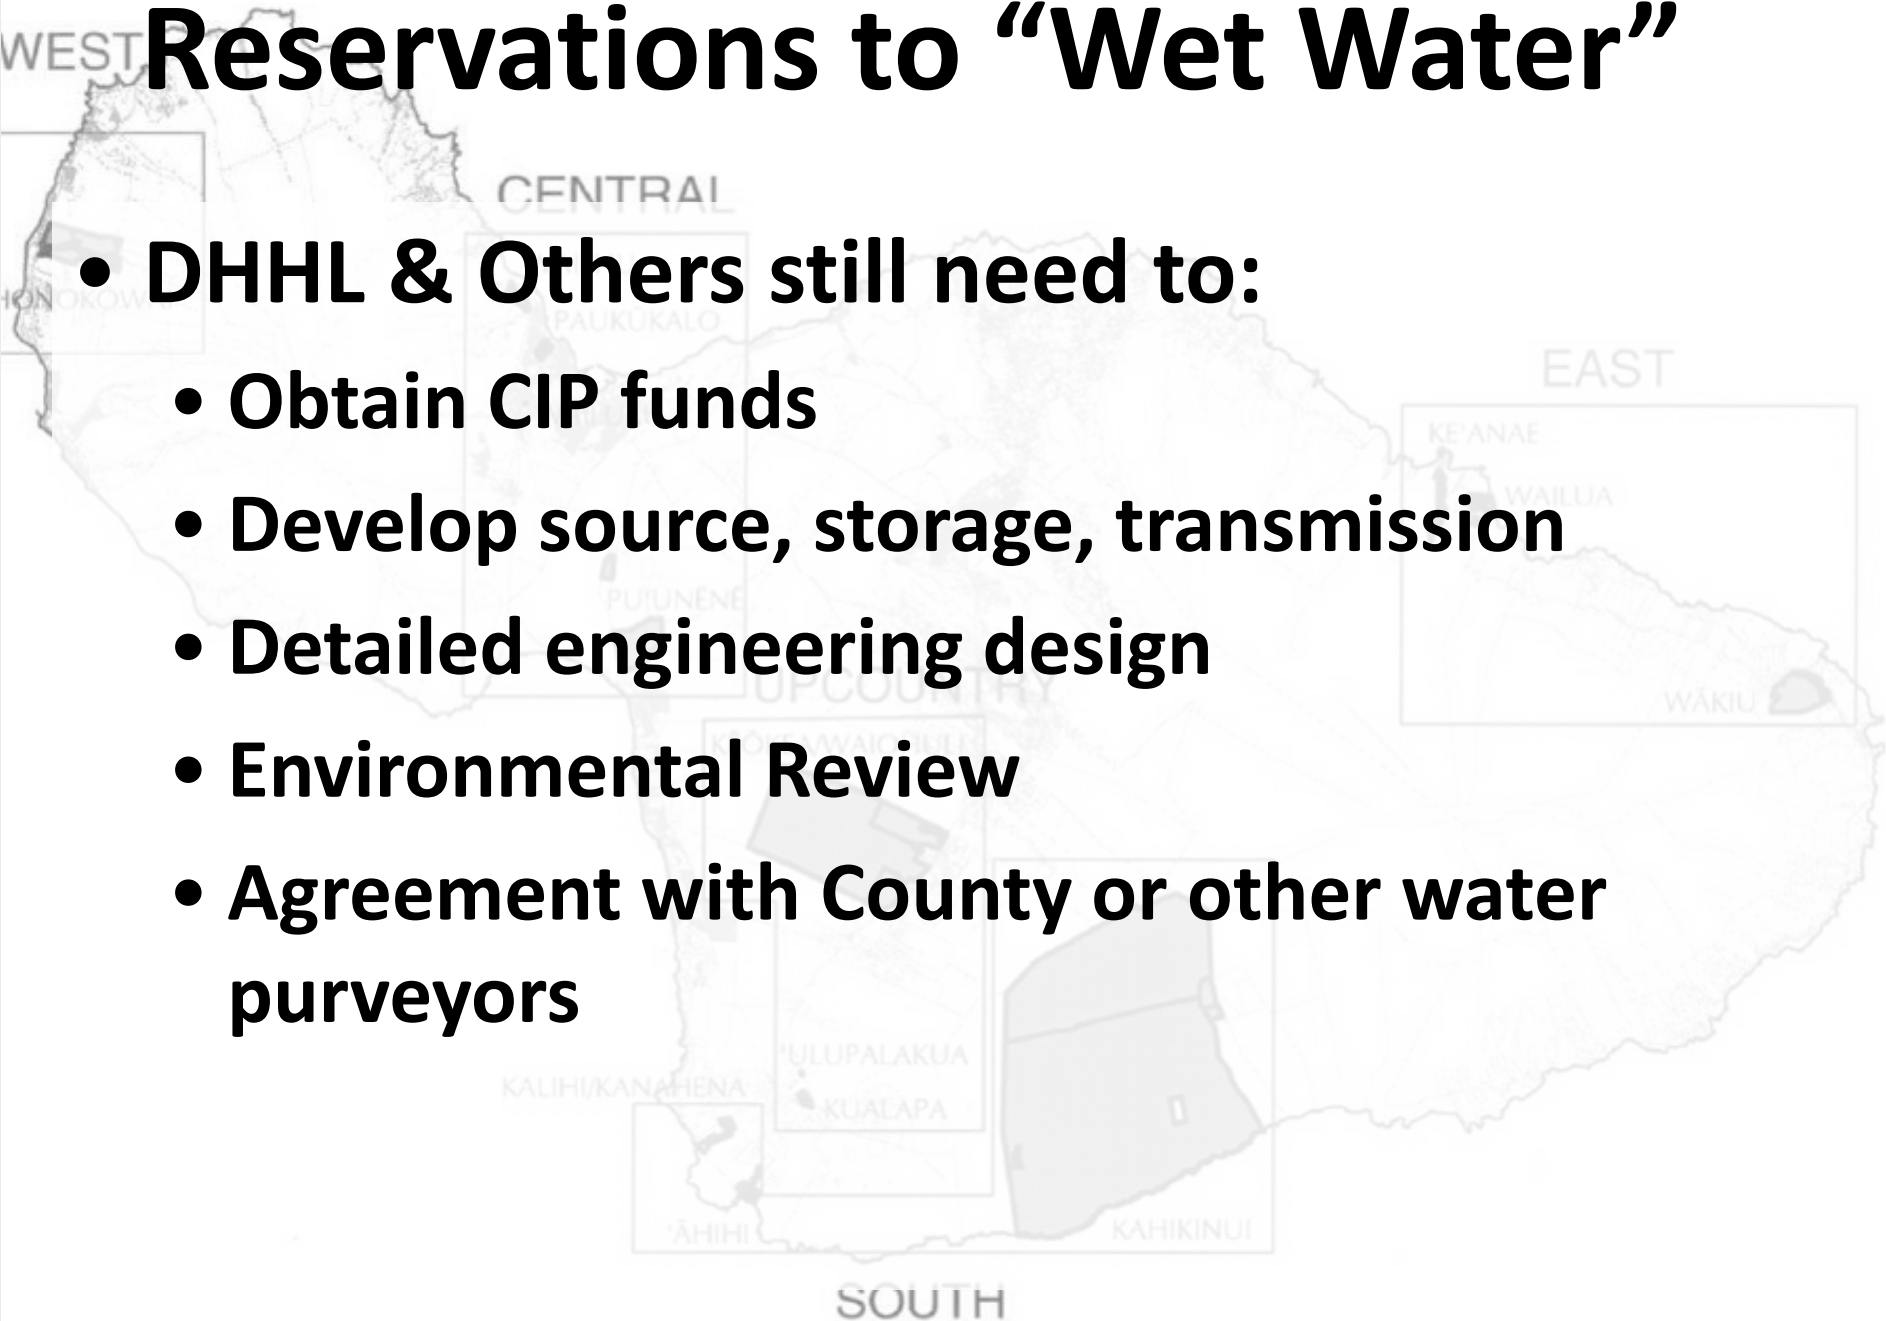 Reservations to “Wet Water”
WEST
CENTRAL
• DHHL & Others still need to:
PAUKŪKALO
EAST
• Obtain CIP funds
KE'ANAE
WAILUA
• Develop source, storage, transmission
PU'UNĒNĒ
• Detailed engineering design
UPCOUNTRY
WĀKIU
• Environmental Review
• Agreement with County or other water
purveyors
'ULUPALAKUA
KALIHI/KANAHENA
KUALAPA
'ĀHIHI
KAHIKINUI
SOUTH